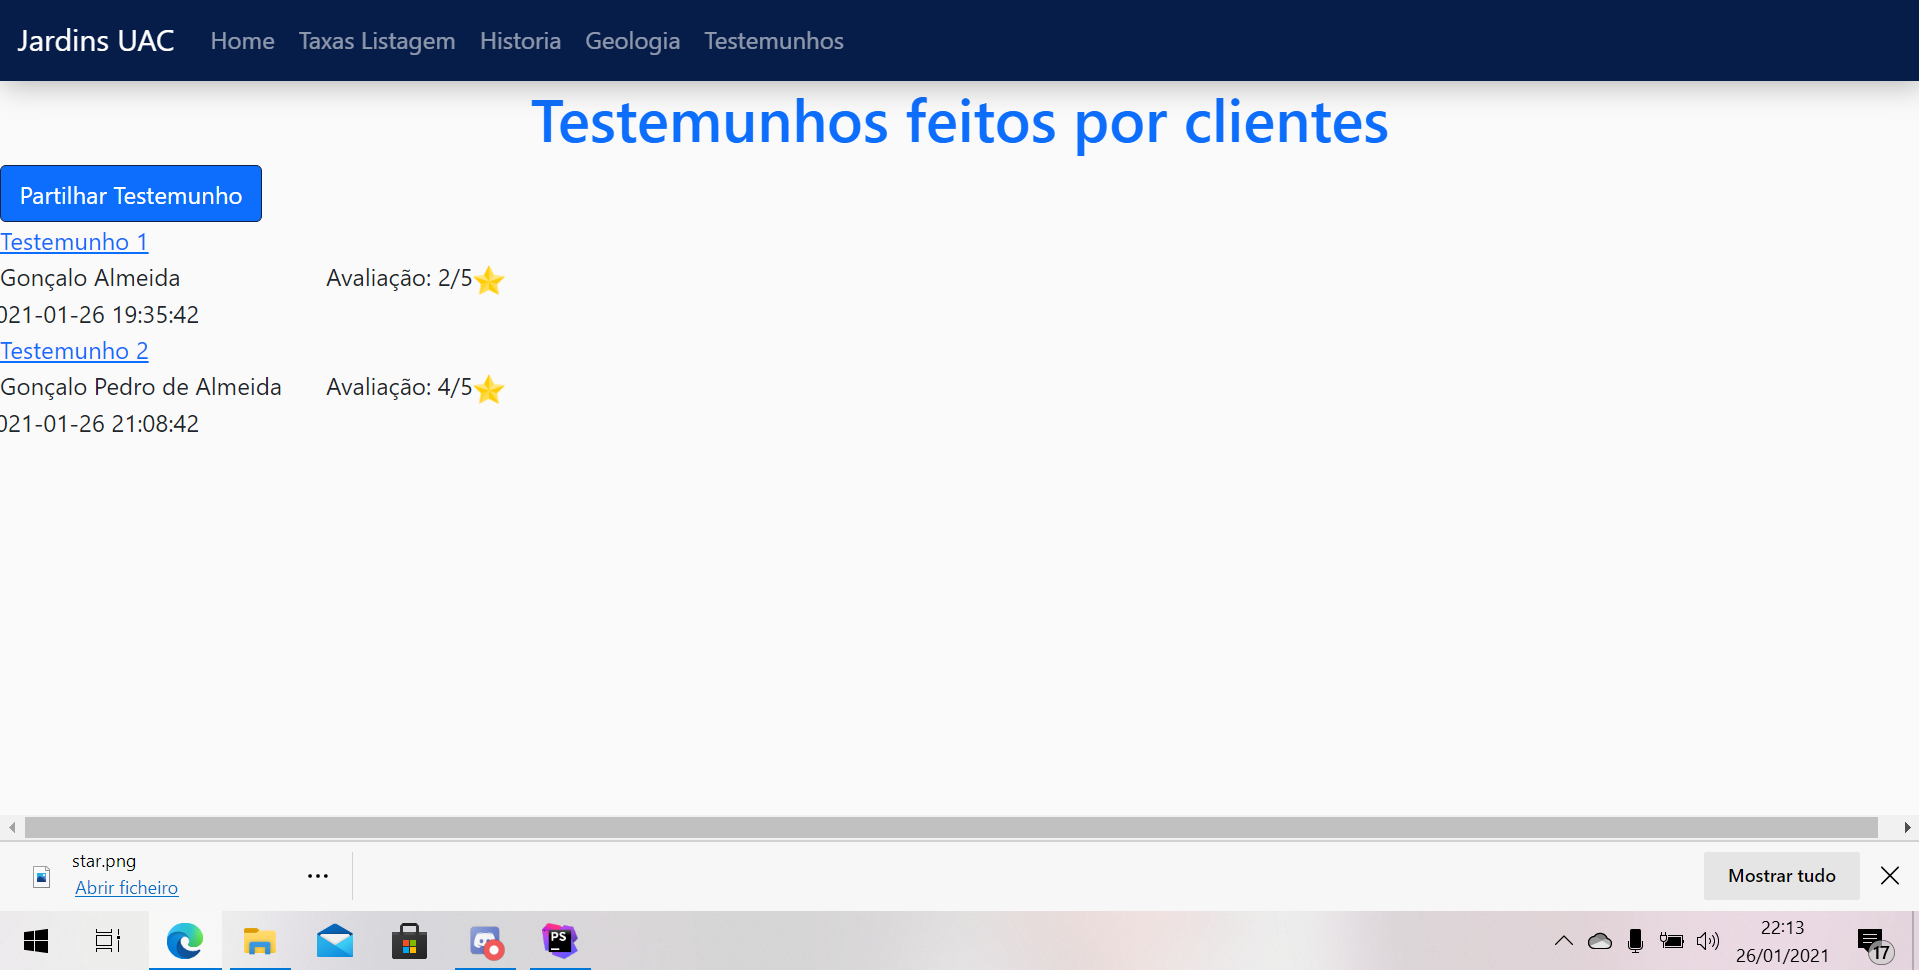 Jardins UAC Home Taxas Listagem Historia Geologia Testemunhos
Testemunhos feitos por clientes
Partilhar Testemunho
Testemunho 1
Gonçalo Almeida Avaliação: 2/5
021-01-26 19:35:42
Testemunho 2
Gonçalo Pedro de Almeida Avaliação: 4/5
021-01-26 21:08:42
star.png
Abrir ficheiro
Mostrar tudo
PS
22:13
26/01/2021
17